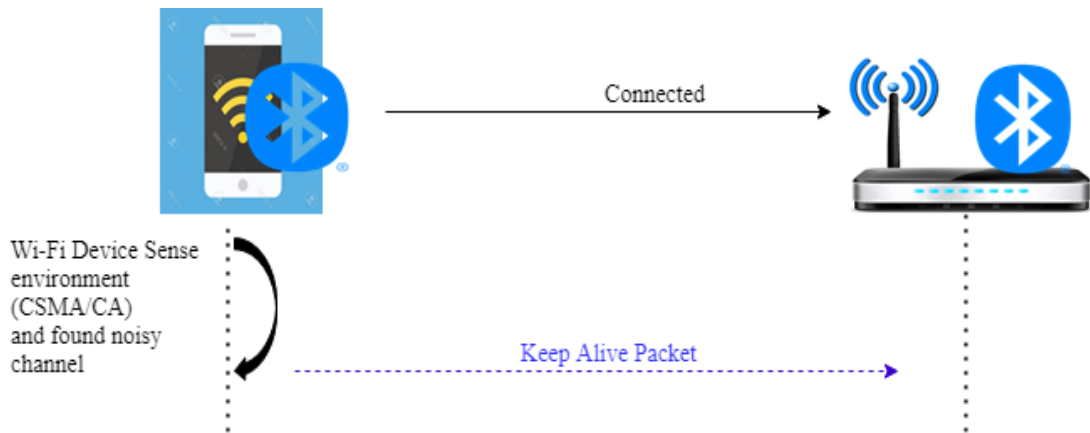 Connected
Wi-Fi Device Sense
environment
(CSMA/CA)
and found noisy
channel
Keep Alive Packet